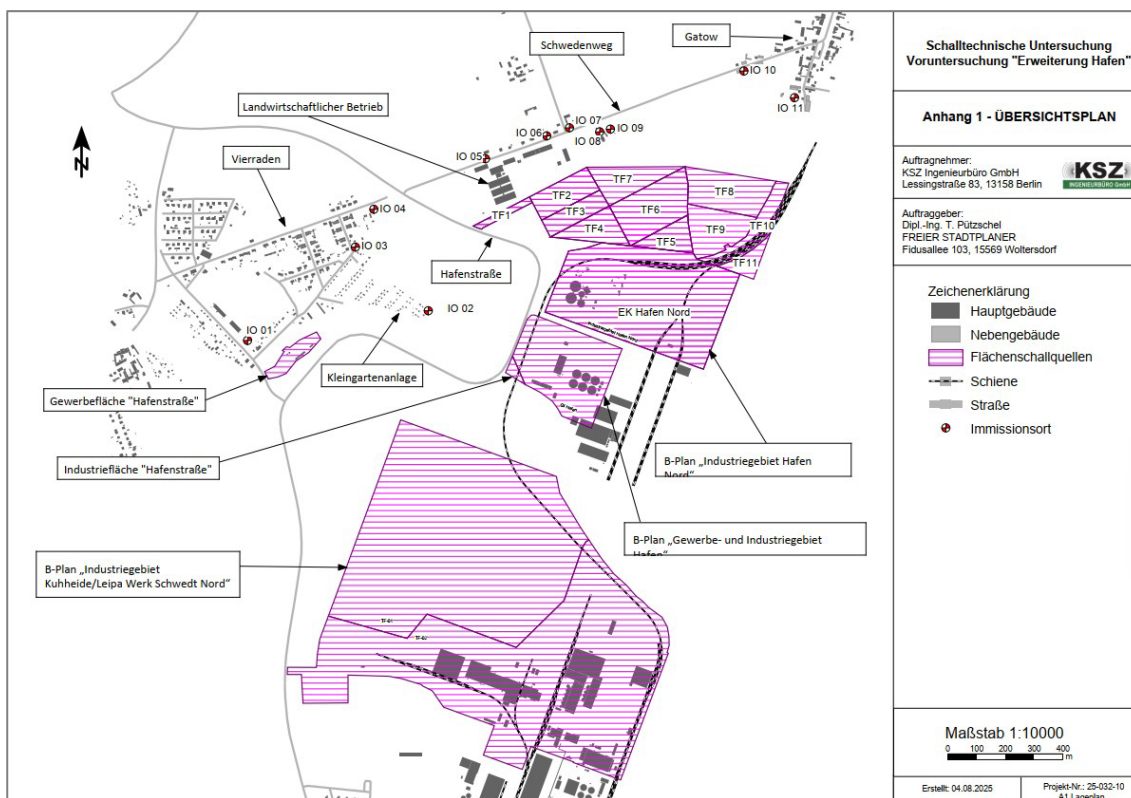 Schalltechnische Untersuchung
Voruntersuchung "Erweiterung Hafen"
Anhang 1 - ÜBERSICHTSPLAN
Auftragnehmer:
KSZ Ingenieurbüro GmbH
Lessingstraße 83, 13158 Berlin
KSZ
INGENIEURBÜRO GmbH
Auftraggeber:
Dipl.-Ing. T. Pützschel
FREIER STADTPLANER
Fidusallee 103, 15569 Woltersdorf
Zeichenerklärung
Hauptgebäude
Nebengebäude
Flächenschallquellen
Schiene
Straße
Immissionsort
Maßstab 1:10000
0 100 200 300 400
m
Erstellt: 04.08.2025
Projekt-Nr.: 25-032-10
A1 Lageplan
Gatow
Schwedenweg
IO 10
IO 11
Landwirtschaftlicher Betrieb
IO 07
IO 06
IO 08
IO 09
IO 05
N
Vierraden
TF7
TF2
TF8
TF1
TF3
TF6
TF4
TF9
TF10
TF5
TF11
IO 04
IO 03
Hafenstraße
EK Hafen Nord
IO 02
IO 01
Kleingartenanlage
Gewerbefläche "Hafenstraße"
Industriefläche "Hafenstraße"
B-Plan „Industriegebiet Hafen
Nord“
B-Plan „Gewerbe- und Industriegebiet
Hafen“
B-Plan „Industriegebiet
Kuhheide/Leipa Werk Schwedt Nord“